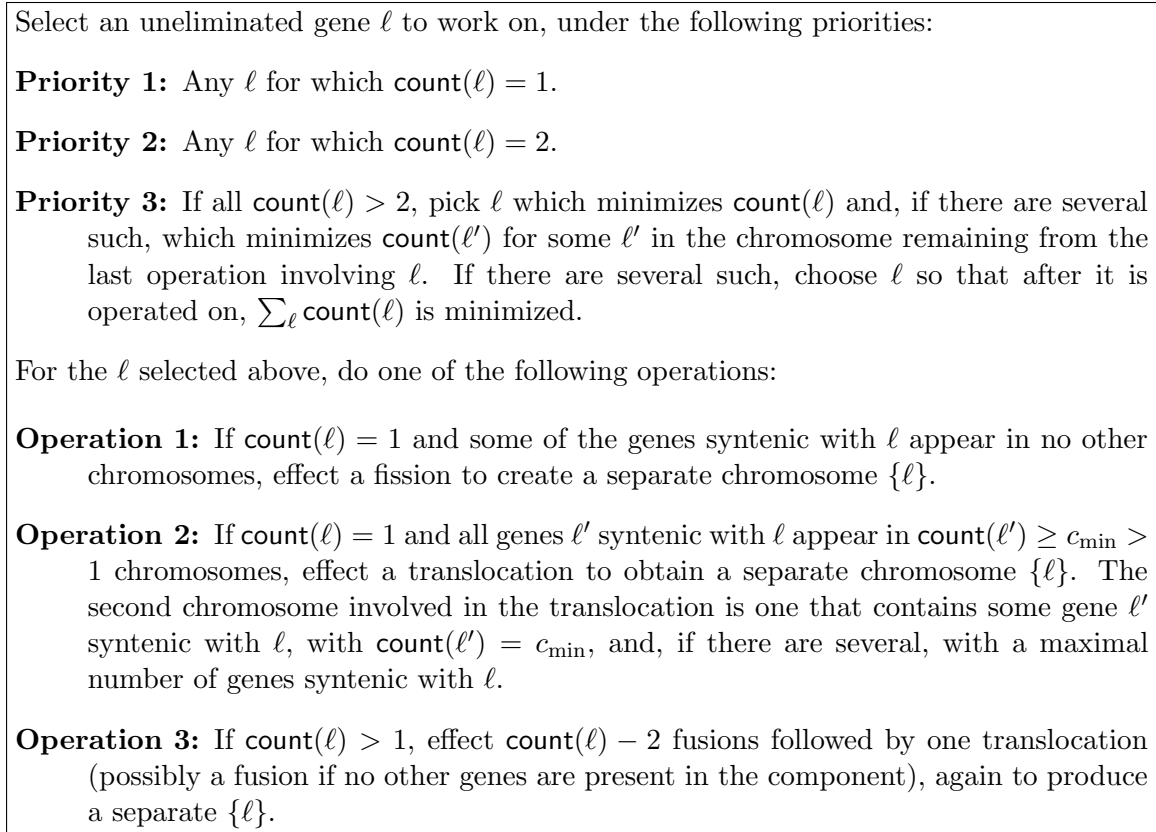 Select an uneliminated gene ℓ to work on, under the following priorities:
Priority 1: Any ℓ for which count(ℓ) = 1.
Priority 2: Any ℓ for which count(ℓ) = 2.
Priority 3: If all count(ℓ) > 2, pick ℓ which minimizes count(ℓ) and, if there are several
such, which minimizes count(ℓ′) for some ℓ′ in the chromosome remaining from the
last operation involving ℓ. If there are several such, choose ℓ so that after it is
operated on, ∑ℓ count(ℓ) is minimized.
For the ℓ selected above, do one of the following operations:
Operation 1: If count(ℓ) = 1 and some of the genes syntenic with ℓ appear in no other
chromosomes, effect a fission to create a separate chromosome {ℓ}.
Operation 2: If count(ℓ) = 1 and all genes ℓ′ syntenic with ℓ appear in count(ℓ′) ≥ cmin >
1 chromosomes, effect a translocation to obtain a separate chromosome {ℓ}. The
second chromosome involved in the translocation is one that contains some gene ℓ′
syntenic with ℓ, with count(ℓ′) = cmin, and, if there are several, with a maximal
number of genes syntenic with ℓ.
Operation 3: If count(ℓ) > 1, effect count(ℓ) − 2 fusions followed by one translocation
(possibly a fusion if no other genes are present in the component), again to produce
a separate {ℓ}.